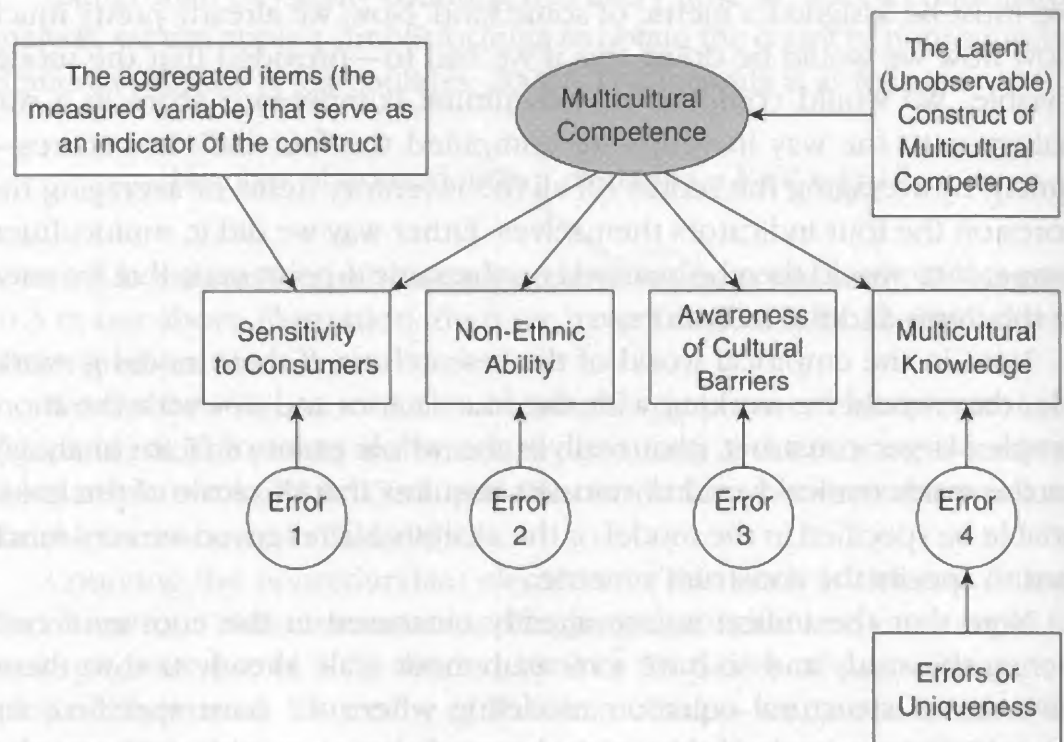 The aggregated items (the
measured variable) that serve as
an indicator of the construct
Multicultural
Competence
The Latent
(Unobservable)
Construct of
Multicultural
Competence
Sensitivity
to Consumers
Non-Ethnic
Ability
Awareness
of Cultural
Barriers
Multicultural
Knowledge
Error
1
Error
2
Error
3
Error
4
Errors or
Uniqueness